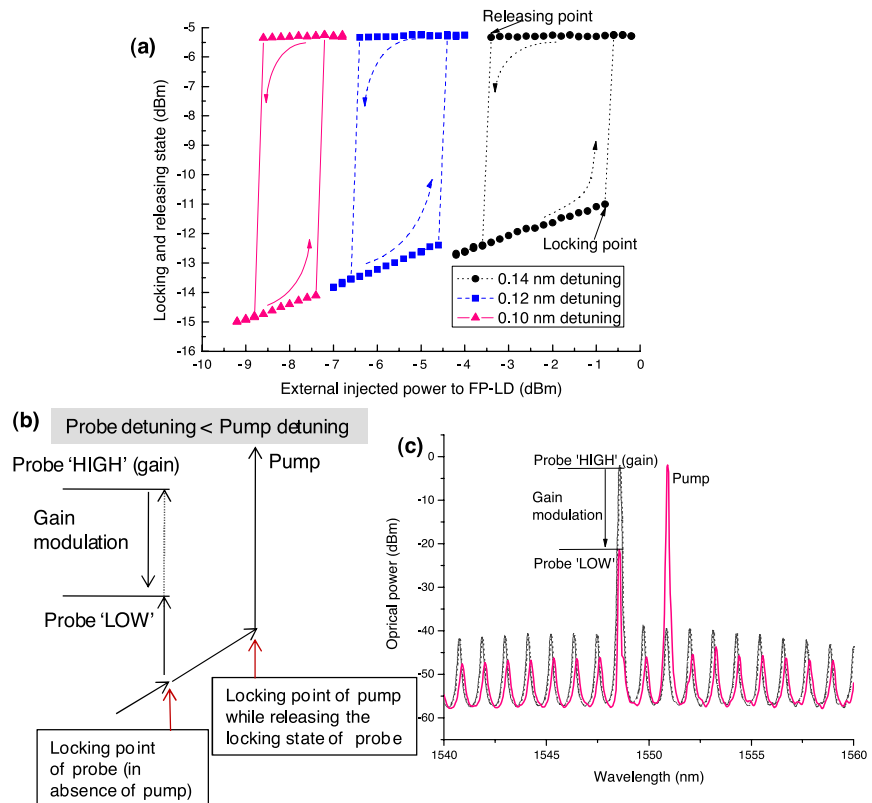 (a)
Releasing point
Locking point
0.14 nm detuning
0.12 nm detuning
0.10 nm detuning
Locking and releasing state (dBm)
-5
-6
-7
-8
-9
-10
-11
-12
-13
-14
-15
-16
-10 -9 -8 -7 -6 -5 -4 -3 -2 -1 0
External injected power to FP-LD (dBm)
(b)
Probe detuning < Pump detuning
Probe 'HIGH' (gain)
Pump
Gain
modulation
Probe 'LOW'
Locking point of pump
while releasing the
locking state of probe
Locking point
of probe (in
absence of pump)
(c)
Probe 'HIGH' (gain)
Pump
Gain
modulation
Probe 'LOW'
Oprical power (dBm)
0
-10
-20
-30
-40
-50
-60
1540 1545 1550 1555 1560
Wavelength (nm)